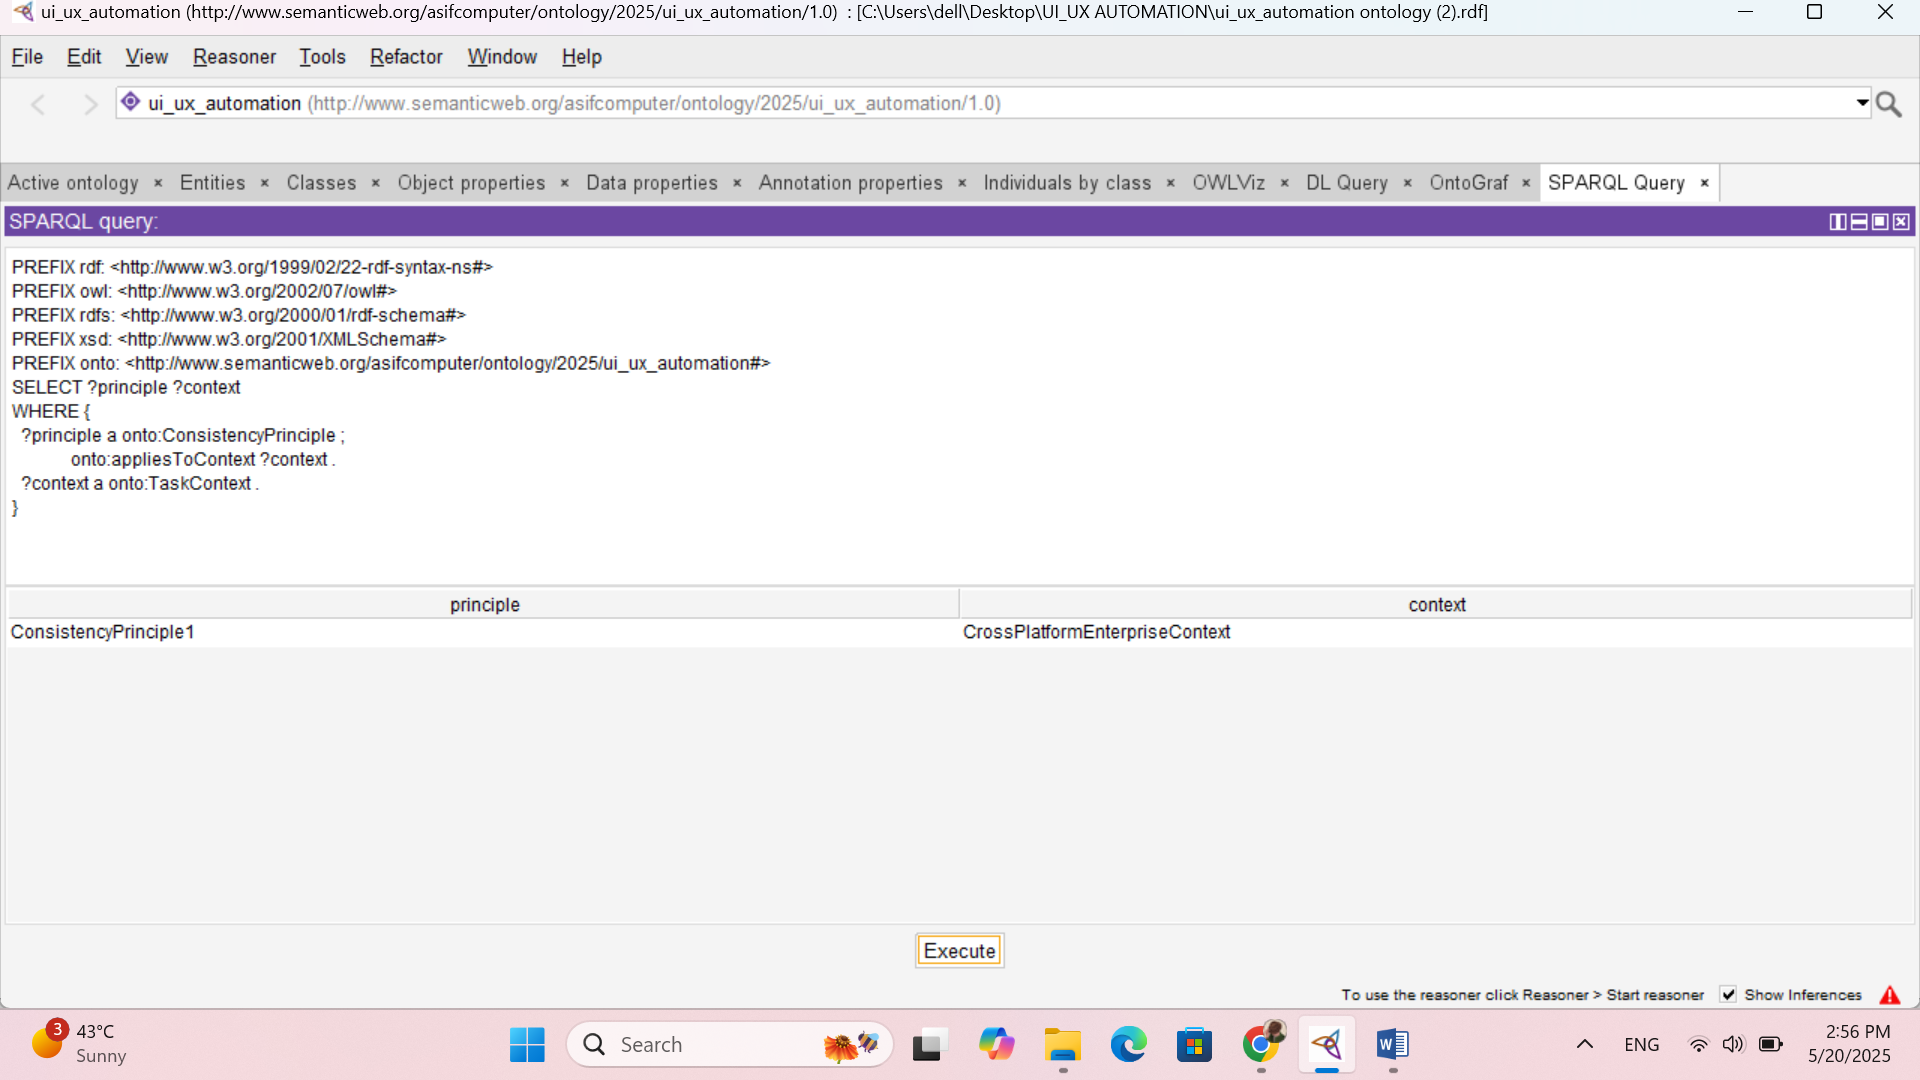 ui_ux_automation (http://www.semanticweb.org/asifcomputer/ontology/2025/ui_ux_automation/1.0) : [C:\Users\dell\Desktop\UI_UX AUTOMATION\ui_ux_automation ontology (2).rdf]
File Edit View Reasoner Tools Refactor Window Help
ui_ux_automation (http://www.semanticweb.org/asifcomputer/ontology/2025/ui_ux_automation/1.0)
Active ontology × Entities × Classes × Object properties × Data properties × Annotation properties × Individuals by class × OWLViz × DL Query × OntoGraf × SPARQL Query ×
SPARQL query:
PREFIX rdf: <http://www.w3.org/1999/02/22-rdf-syntax-ns#>
PREFIX owl: <http://www.w3.org/2002/07/owl#>
PREFIX rdfs: <http://www.w3.org/2000/01/rdf-schema#>
PREFIX xsd: <http://www.w3.org/2001/XMLSchema#>
PREFIX onto: <http://www.semanticweb.org/asifcomputer/ontology/2025/ui_ux_automation#>
SELECT ?principle ?context
WHERE {
?principle a onto:ConsistencyPrinciple ;
onto:appliesToContext ?context .
?context a onto:TaskContext .
}
principle context
ConsistencyPrinciple1 CrossPlatformEnterpriseContext
Execute
To use the reasoner click Reasoner > Start reasoner Show Inferences
3 43°C
Sunny
Search
W
ENG
2:56 PM
5/20/2025